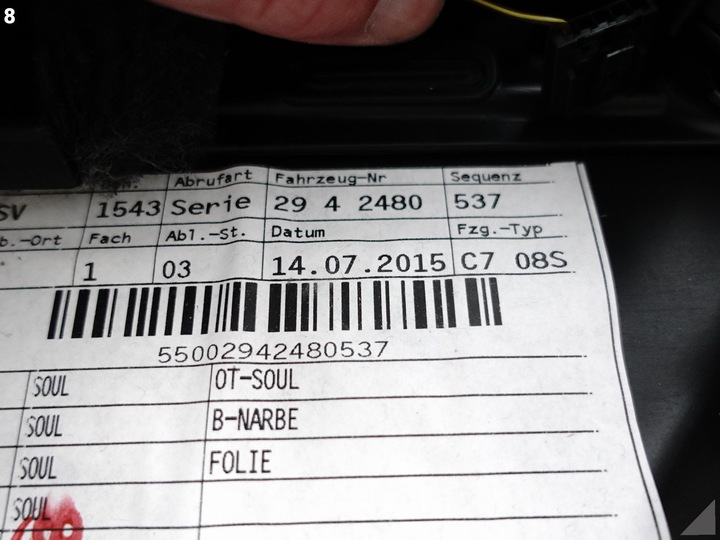 8
Abrufart Fahrzeug-Nr Sequenz
SV 1543 Serie 29 4 2480 537
b.-Ort Fach Abl.-St. Datum Fzg.-Typ
1 03 14.07.2015 C7 08S
55002942480537
SOUL OT-SOUL
SOUL B-NARBE
SOUL FOLIE
SOUL